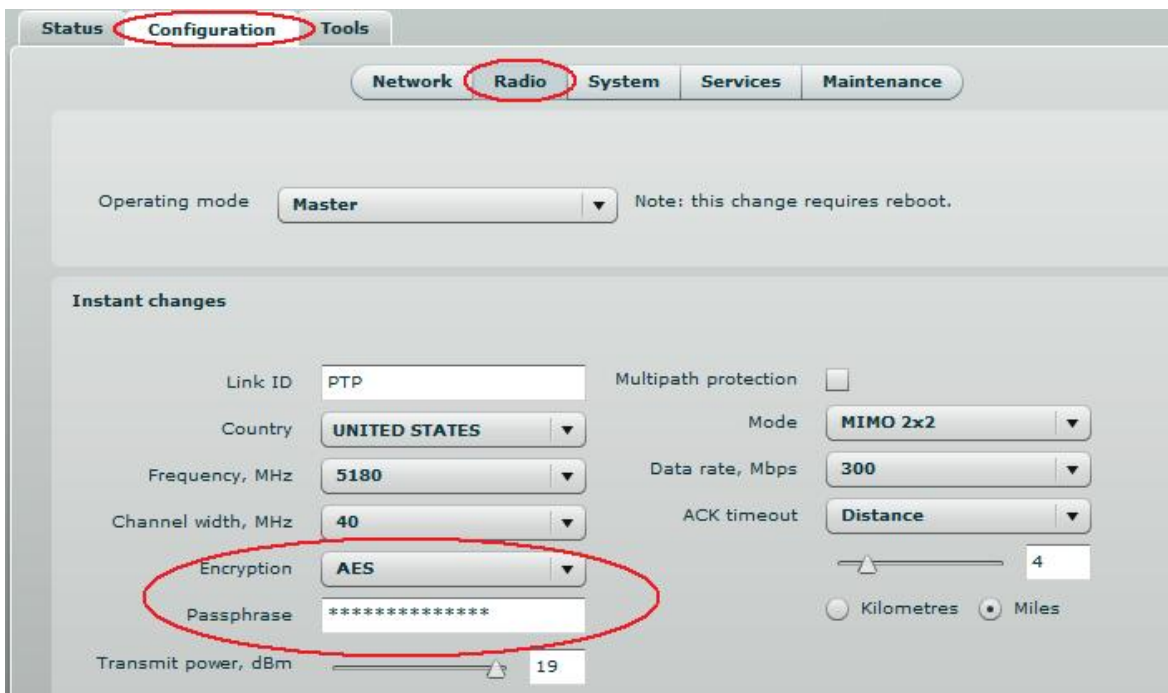 Status Configuration Tools
Network Radio System Services Maintenance
Operating mode Master Note: this change requires reboot.
Instant changes
Link ID PTP Multipath protection
Country UNITED STATES Mode MIMO 2x2
Frequency, MHz 5180 Data rate, Mbps 300
Channel width, MHz 40 ACK timeout Distance
Encryption AES 4
Passphrase ************** Kilometres Miles
Transmit power, dBm 19